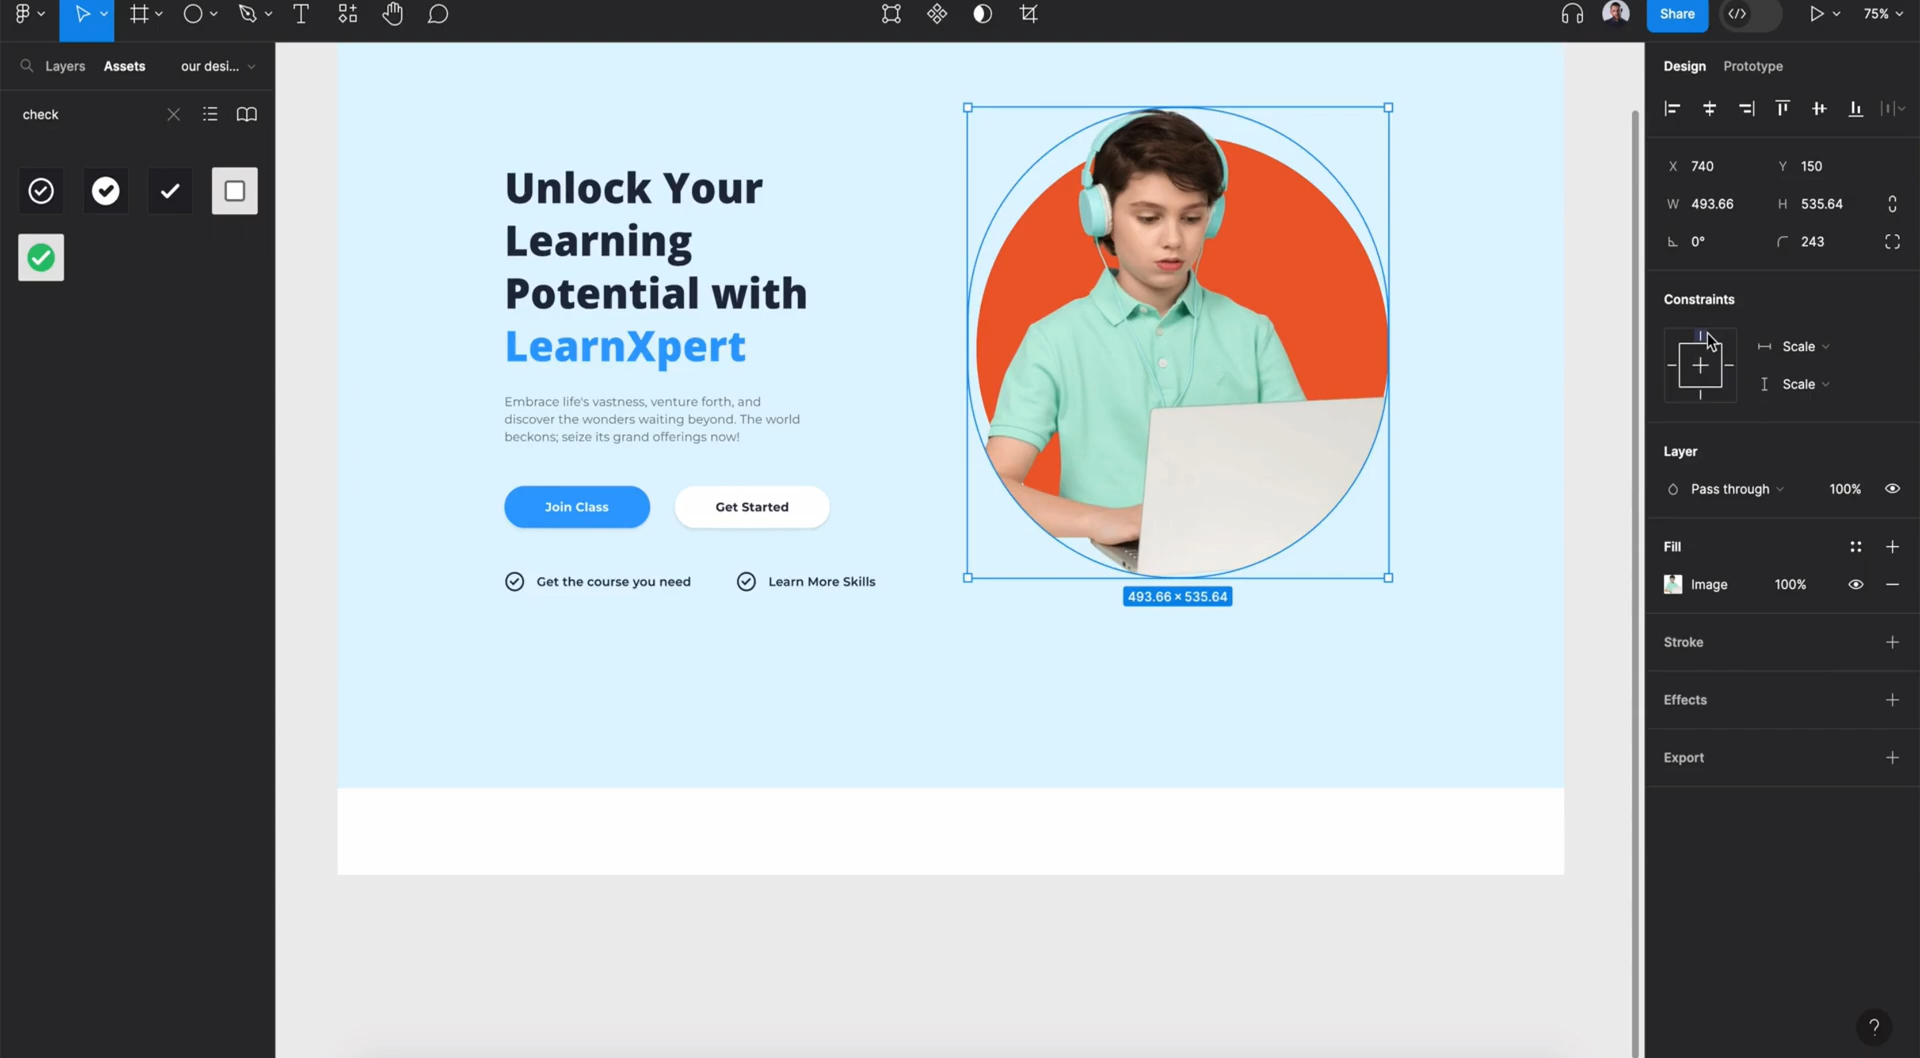 Share
75%
Layers
Assets
our desi...
check
Unlock Your
Learning
Potential with
LearnXpert
Embrace life's vastness, venture forth, and
discover the wonders waiting beyond. The world
beckons; seize its grand offerings now!
Join Class
Get Started
Get the course you need
Learn More Skills
493.66 × 535.64
Design
Prototype
X 740
Y 150
W 493.66
H 535.64
0°
243
Constraints
Scale
Scale
Layer
Pass through
100%
Fill
Image
100%
Stroke
Effects
Export
?